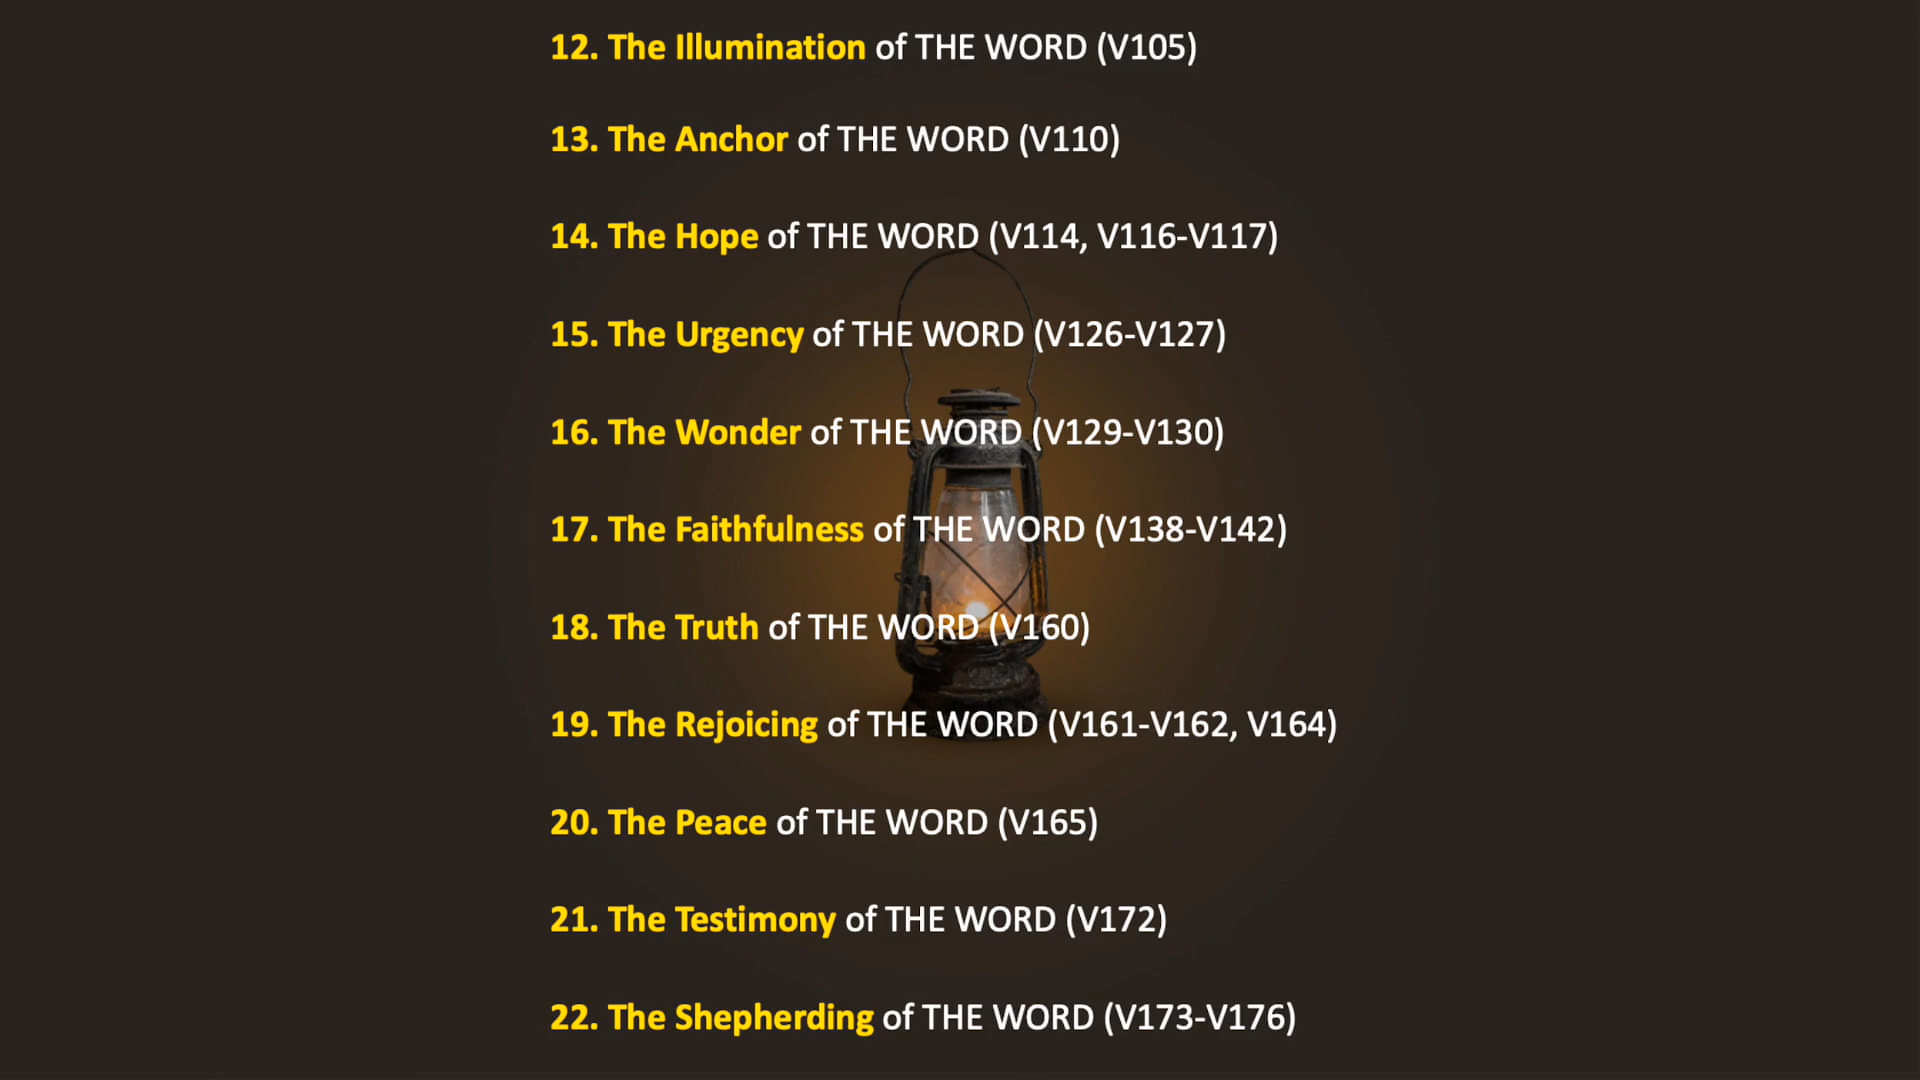 12. The Illumination of THE WORD (V105)
13. The Anchor of THE WORD (V110)
14. The Hope of THE WORD (V114, V116-V117)
15. The Urgency of THE WORD (V126-V127)
16. The Wonder of THE WORD (V129-V130)
17. The Faithfulness of THE WORD (V138-V142)
18. The Truth of THE WORD (V160)
19. The Rejoicing of THE WORD (V161-V162, V164)
20. The Peace of THE WORD (V165)
21. The Testimony of THE WORD (V172)
22. The Shepherding of THE WORD (V173-V176)